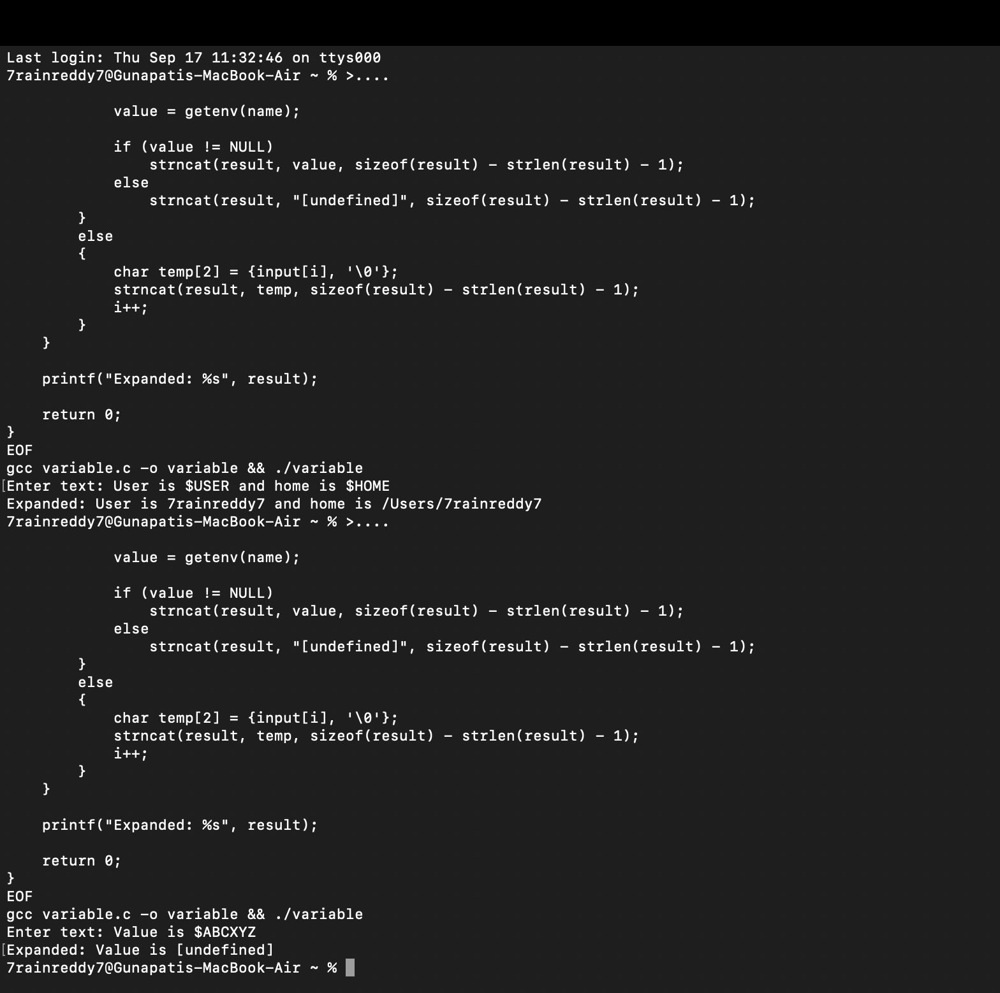 Last login: Thu Sep 17 11:32:46 on ttys000
7rainreddy7@Gunapatis-MacBook-Air ~ % >....

            value = getenv(name);

            if (value != NULL)
                strncat(result, value, sizeof(result) - strlen(result) - 1);
            else
                strncat(result, "[undefined]", sizeof(result) - strlen(result) - 1);
        }
        else
        {
            char temp[2] = {input[i], '\0'};
            strncat(result, temp, sizeof(result) - strlen(result) - 1);
            i++;
        }
    }

    printf("Expanded: %s", result);

    return 0;
}
EOF
gcc variable.c -o variable && ./variable
[Enter text: User is $USER and home is $HOME
Expanded: User is 7rainreddy7 and home is /Users/7rainreddy7
7rainreddy7@Gunapatis-MacBook-Air ~ % >....

            value = getenv(name);

            if (value != NULL)
                strncat(result, value, sizeof(result) - strlen(result) - 1);
            else
                strncat(result, "[undefined]", sizeof(result) - strlen(result) - 1);
        }
        else
        {
            char temp[2] = {input[i], '\0'};
            strncat(result, temp, sizeof(result) - strlen(result) - 1);
            i++;
        }
    }

    printf("Expanded: %s", result);

    return 0;
}
EOF
gcc variable.c -o variable && ./variable
Enter text: Value is $ABCXYZ
[Expanded: Value is [undefined]
7rainreddy7@Gunapatis-MacBook-Air ~ %